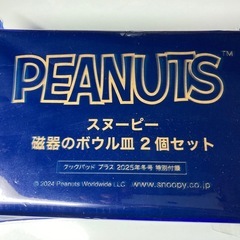 PEANUTS™
スヌーピー
磁器のボウル皿2個セット
クックパッド プラス 2025年冬号 特別付録
© 2024 Peanuts Worldwide LLC www.snoopy.co.jp